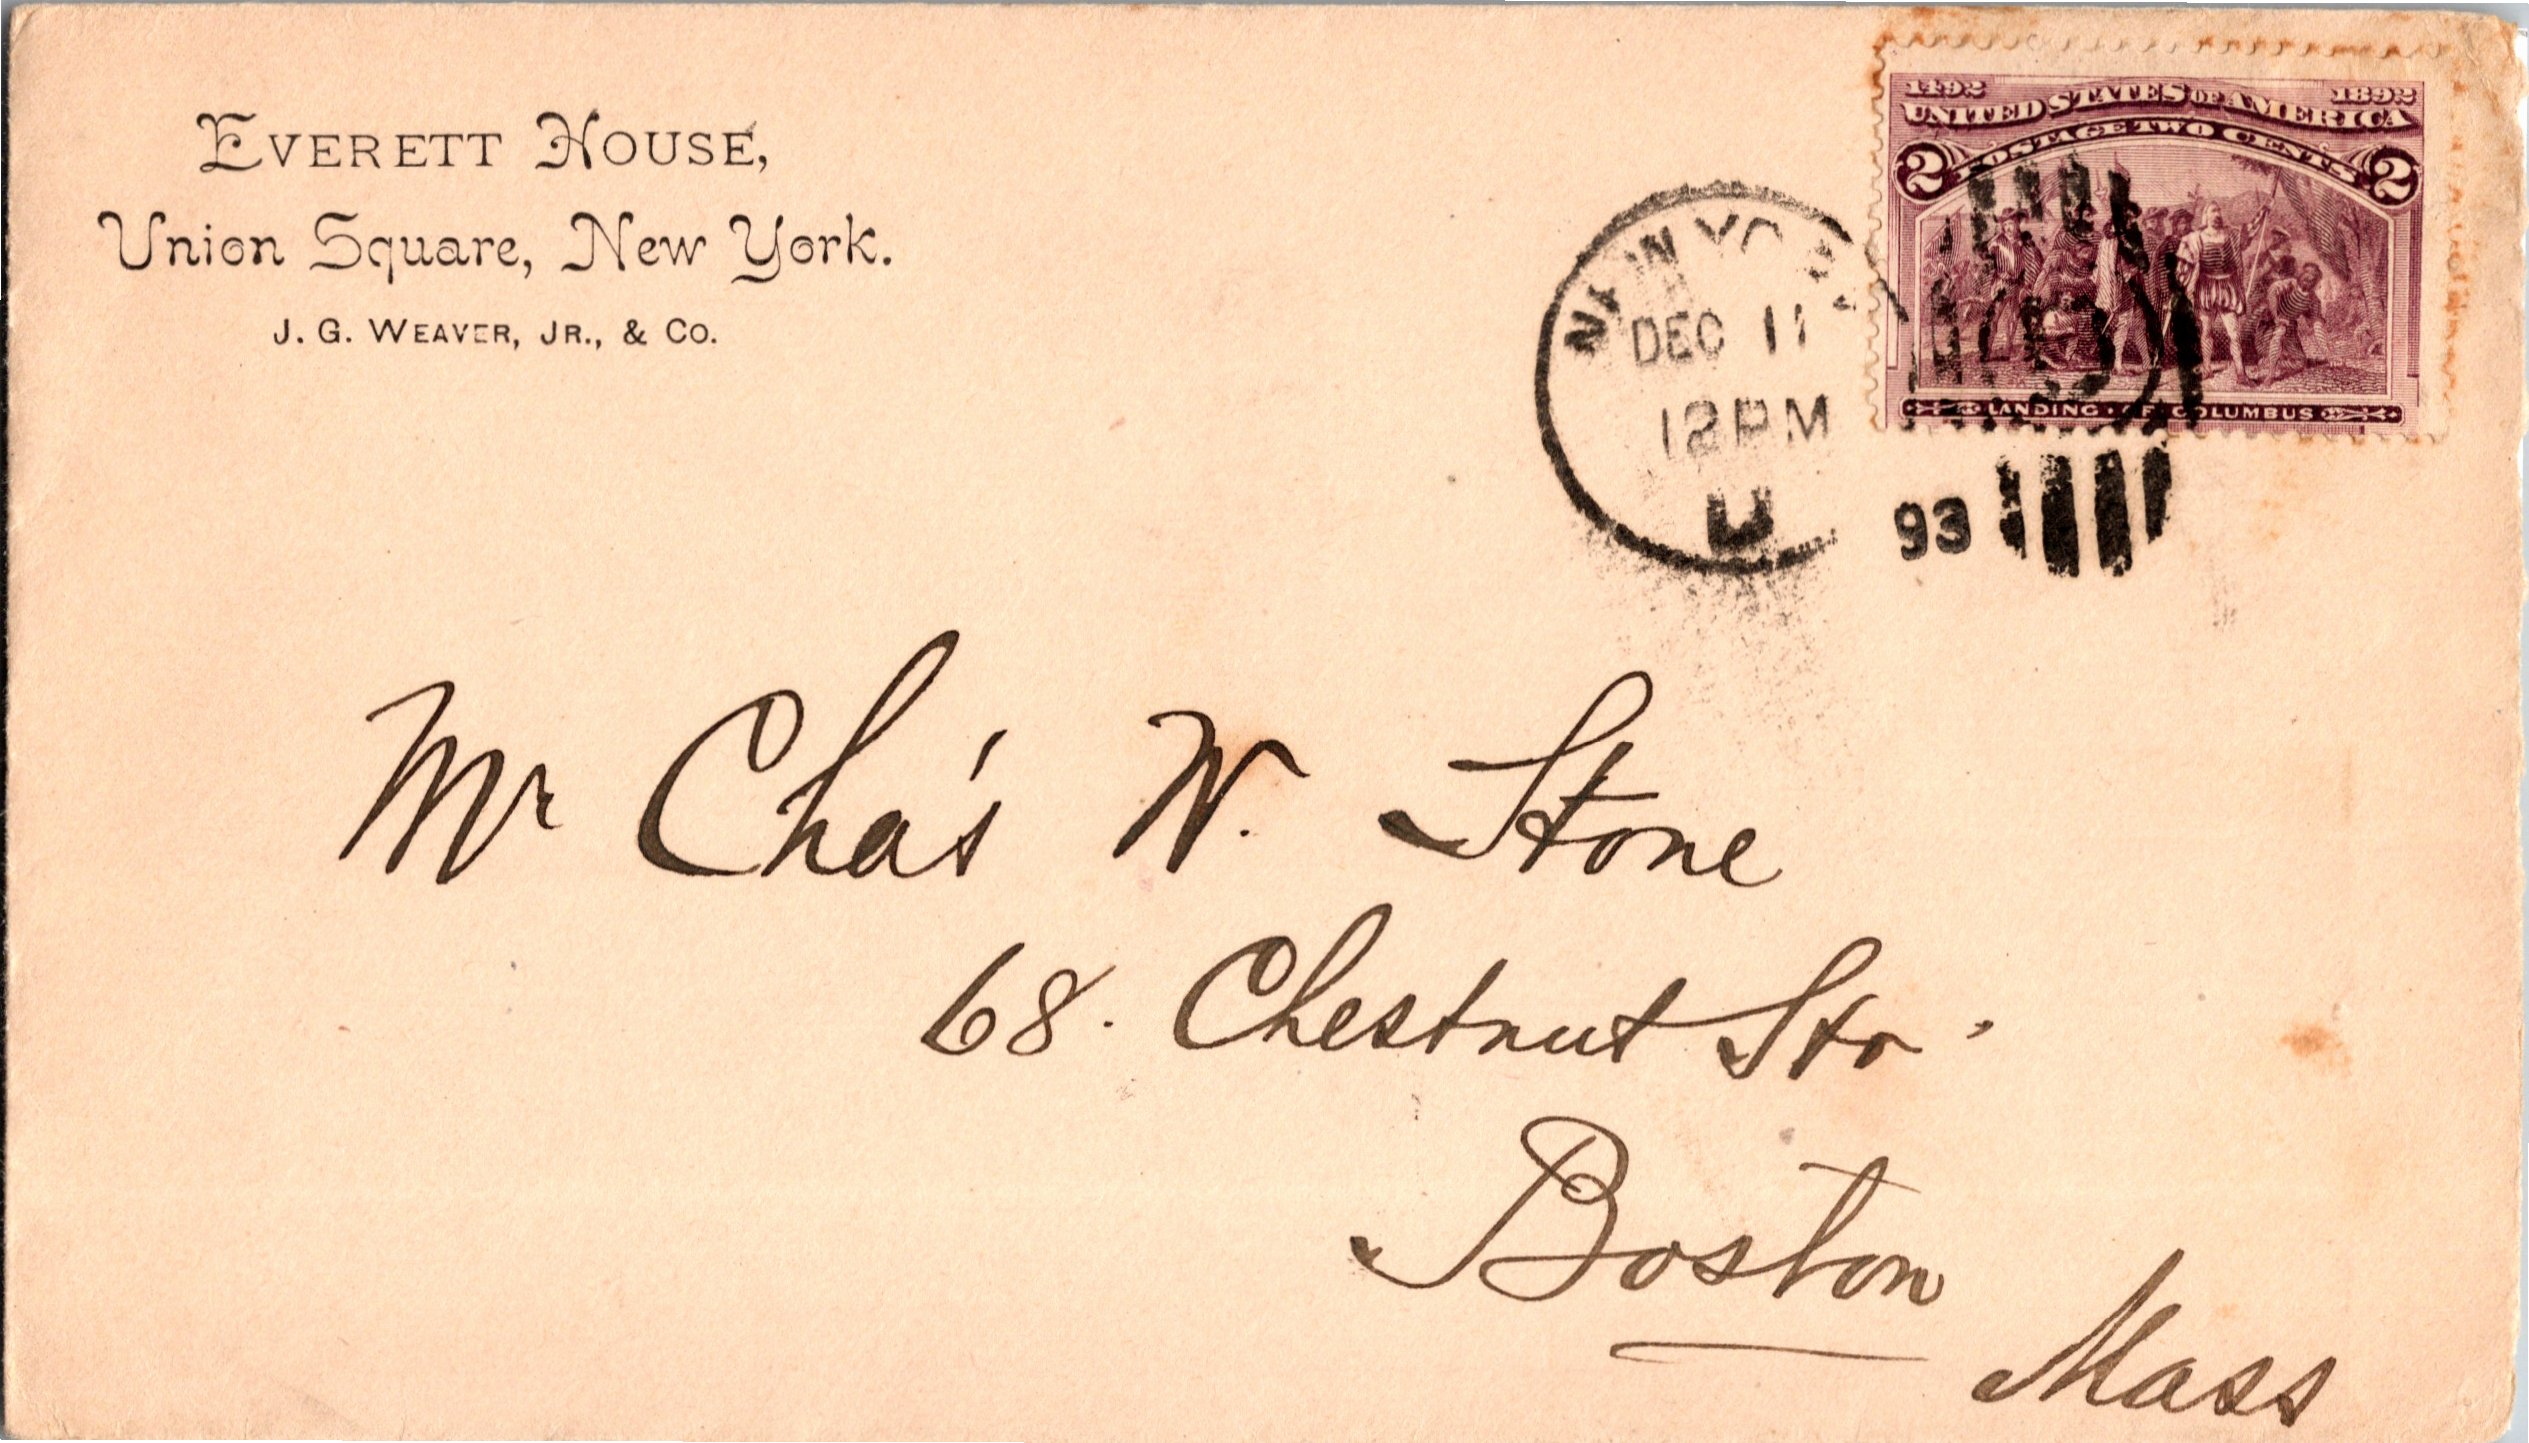 EVERETT HOUSE,
Union Square, New York.
J. G. WEAVER, JR., & CO.
1492 1892
UNITED STATES OF AMERICA
POSTAGE TWO CENTS
2 2
LANDING OF COLUMBUS
NEW YORK
DEC 11
12 PM
D
93
Mr Cha's W. Stone
68. Chestnut Str.
Boston
Mass